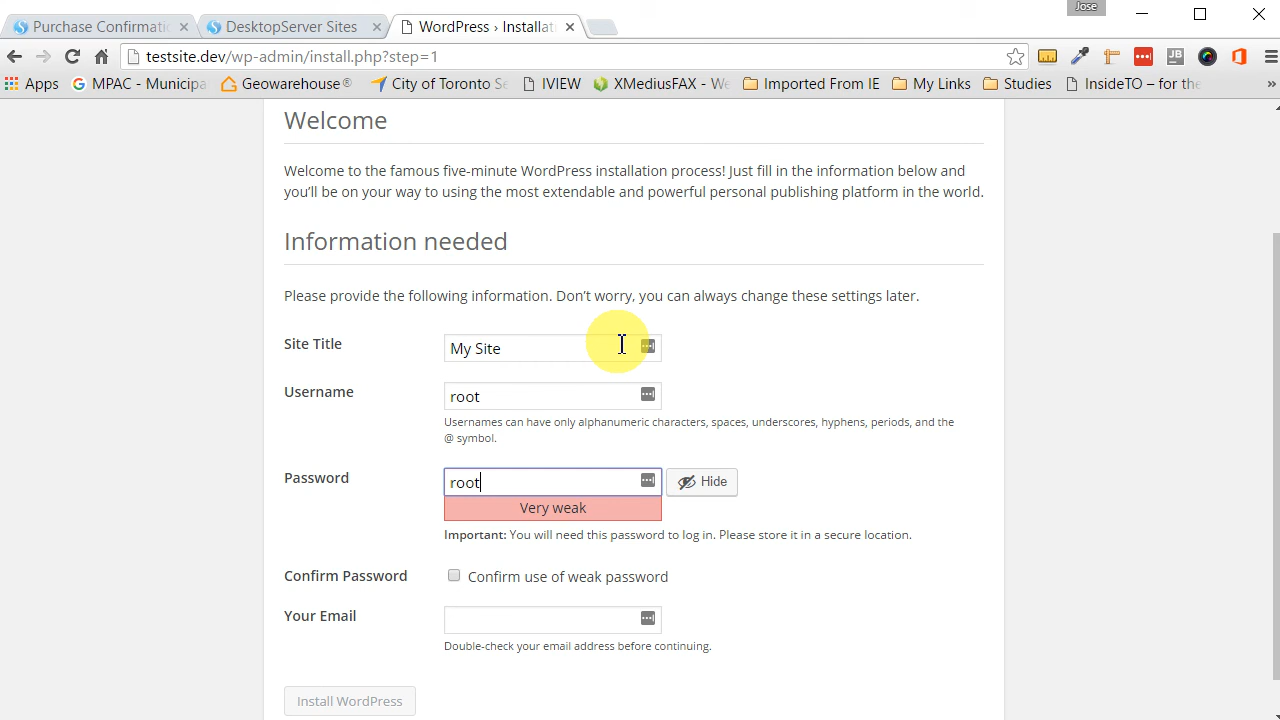 Jose
Purchase Confirmati
DesktopServer Sites
WordPress › Installat
testsite.dev/wp-admin/install.php?step=1
Apps
MPAC - Municipa
Geowarehouse®
City of Toronto Se
IVIEW
XMediusFAX - We
Imported From IE
My Links
Studies
InsideTO – for the
»
Welcome
Welcome to the famous five-minute WordPress installation process! Just fill in the information below and
you’ll be on your way to using the most extendable and powerful personal publishing platform in the world.
Information needed
Please provide the following information. Don’t worry, you can always change these settings later.
Site Title
My Site
Username
root
Usernames can have only alphanumeric characters, spaces, underscores, hyphens, periods, and the
@ symbol.
Password
root
Hide
Very weak
Important: You will need this password to log in. Please store it in a secure location.
Confirm Password
Confirm use of weak password
Your Email
Double-check your email address before continuing.
Install WordPress